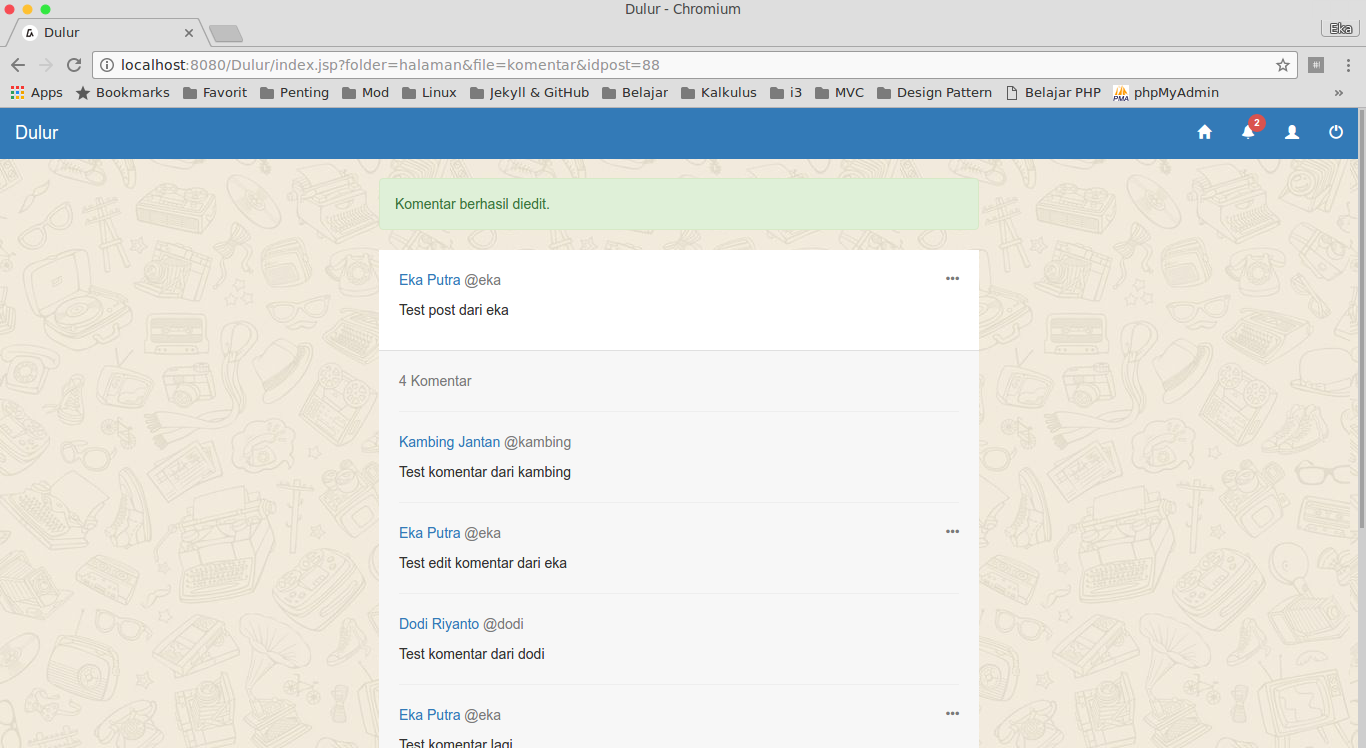 Dulur - Chromium
Dulur
Eka
localhost:8080/Dulur/index.jsp?folder=halaman&file=komentar&idpost=88
#!
Apps Bookmarks Favorit Penting Mod Linux Jekyll & GitHub Belajar Kalkulus i3 MVC Design Pattern Belajar PHP PMA phpMyAdmin »
Dulur
2
Komentar berhasil diedit.
Eka Putra @eka
Test post dari eka
4 Komentar
Kambing Jantan @kambing
Test komentar dari kambing
Eka Putra @eka
Test edit komentar dari eka
Dodi Riyanto @dodi
Test komentar dari dodi
Eka Putra @eka
Test komentar lagi